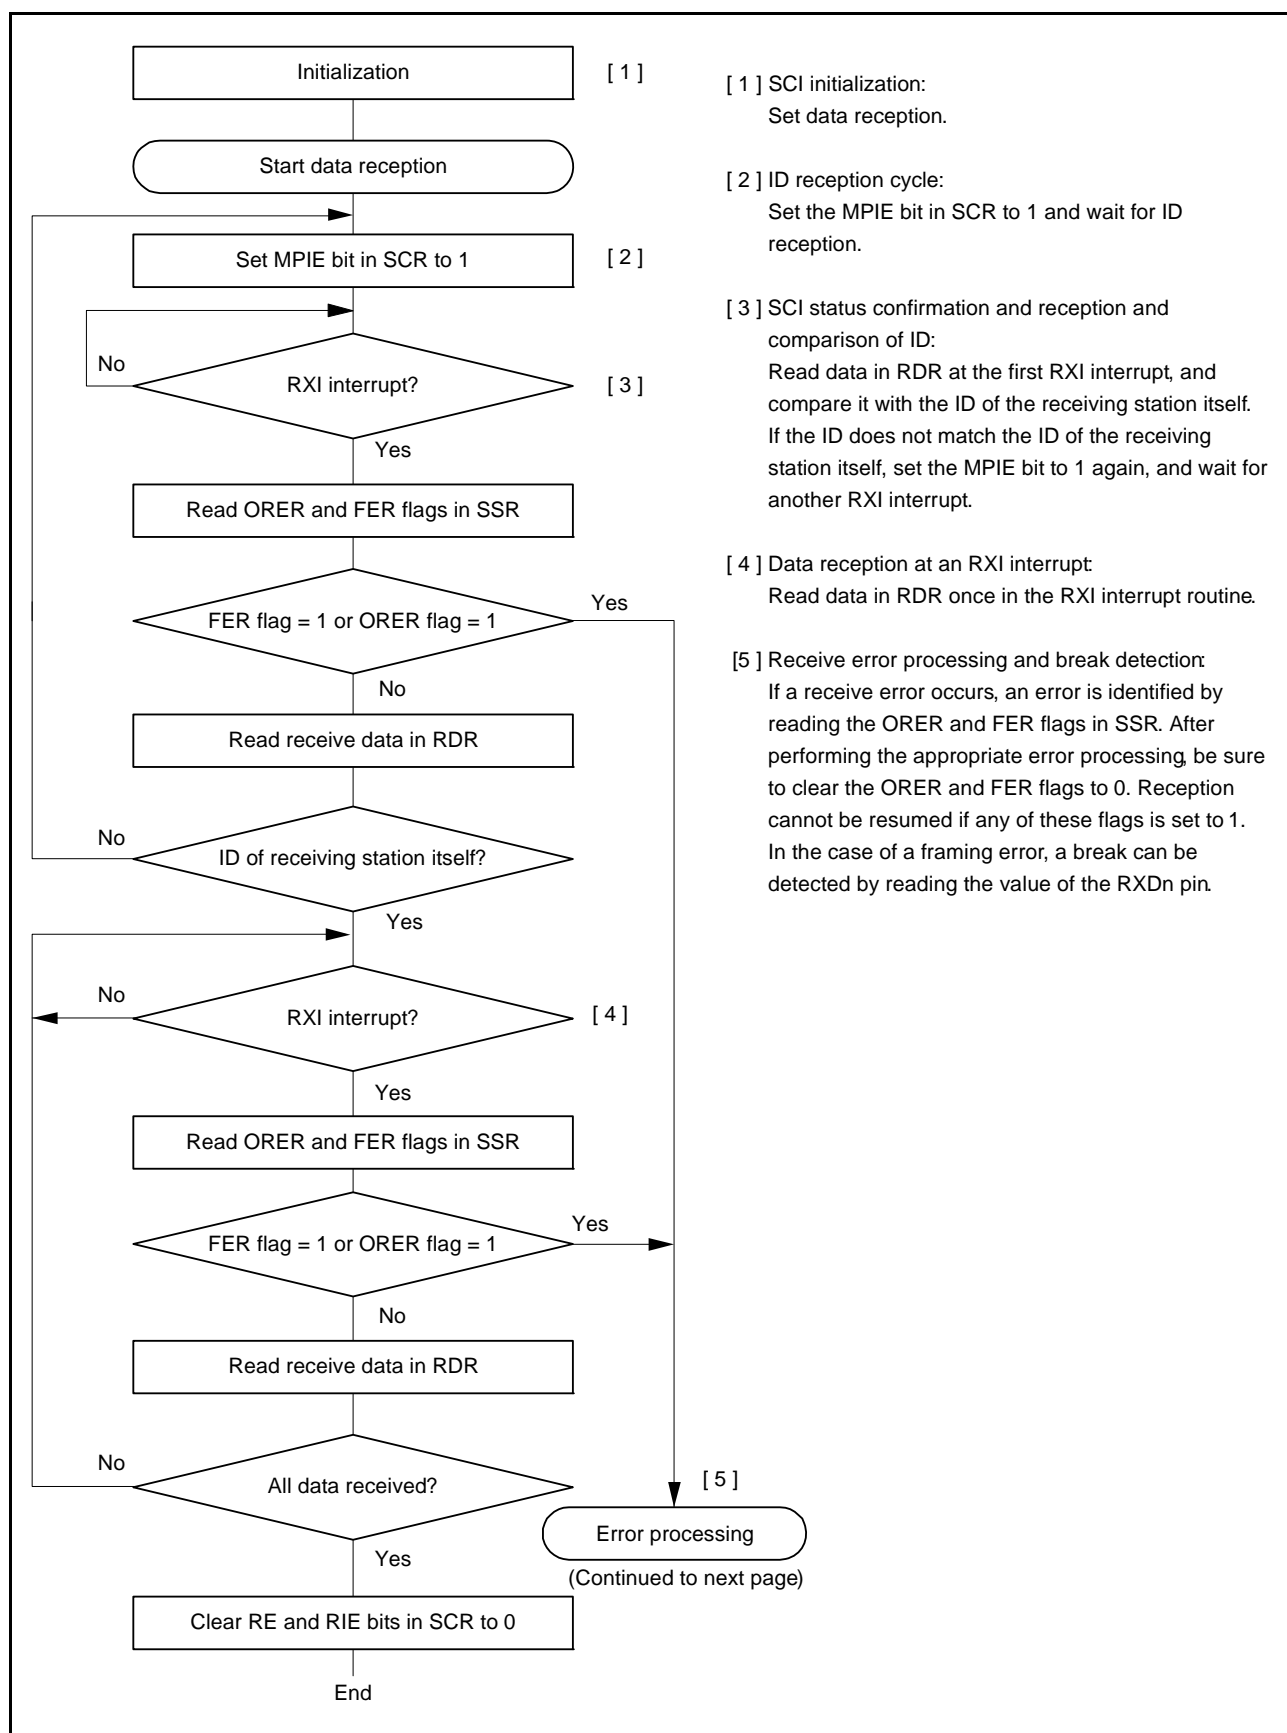 Initialization
[ 1 ]
Start data reception
Set MPIE bit in SCR to 1
[ 2 ]
No
RXI interrupt?
[ 3 ]
Yes
Read ORER and FER flags in SSR
FER flag = 1 or ORER flag = 1
Yes
No
Read receive data in RDR
No
ID of receiving station itself?
Yes
No
RXI interrupt?
[ 4 ]
Yes
Read ORER and FER flags in SSR
Yes
FER flag = 1 or ORER flag = 1
No
Read receive data in RDR
No
All data received?
[ 5 ]
Error processing
(Continued to next page)
Yes
Clear RE and RIE bits in SCR to 0
End
[ 1 ] SCI initialization:
Set data reception.
[ 2 ] ID reception cycle:
Set the MPIE bit in SCR to 1 and wait for ID
reception.
[ 3 ] SCI status confirmation and reception and
comparison of ID:
Read data in RDR at the first RXI interrupt, and
compare it with the ID of the receiving station itself.
If the ID does not match the ID of the receiving
station itself, set the MPIE bit to 1 again, and wait for
another RXI interrupt.
[ 4 ] Data reception at an RXI interrupt:
Read data in RDR once in the RXI interrupt routine.
[5 ] Receive error processing and break detection:
If a receive error occurs, an error is identified by
reading the ORER and FER flags in SSR. After
performing the appropriate error processing, be sure
to clear the ORER and FER flags to 0. Reception
cannot be resumed if any of these flags is set to 1.
In the case of a framing error, a break can be
detected by reading the value of the RXDn pin.